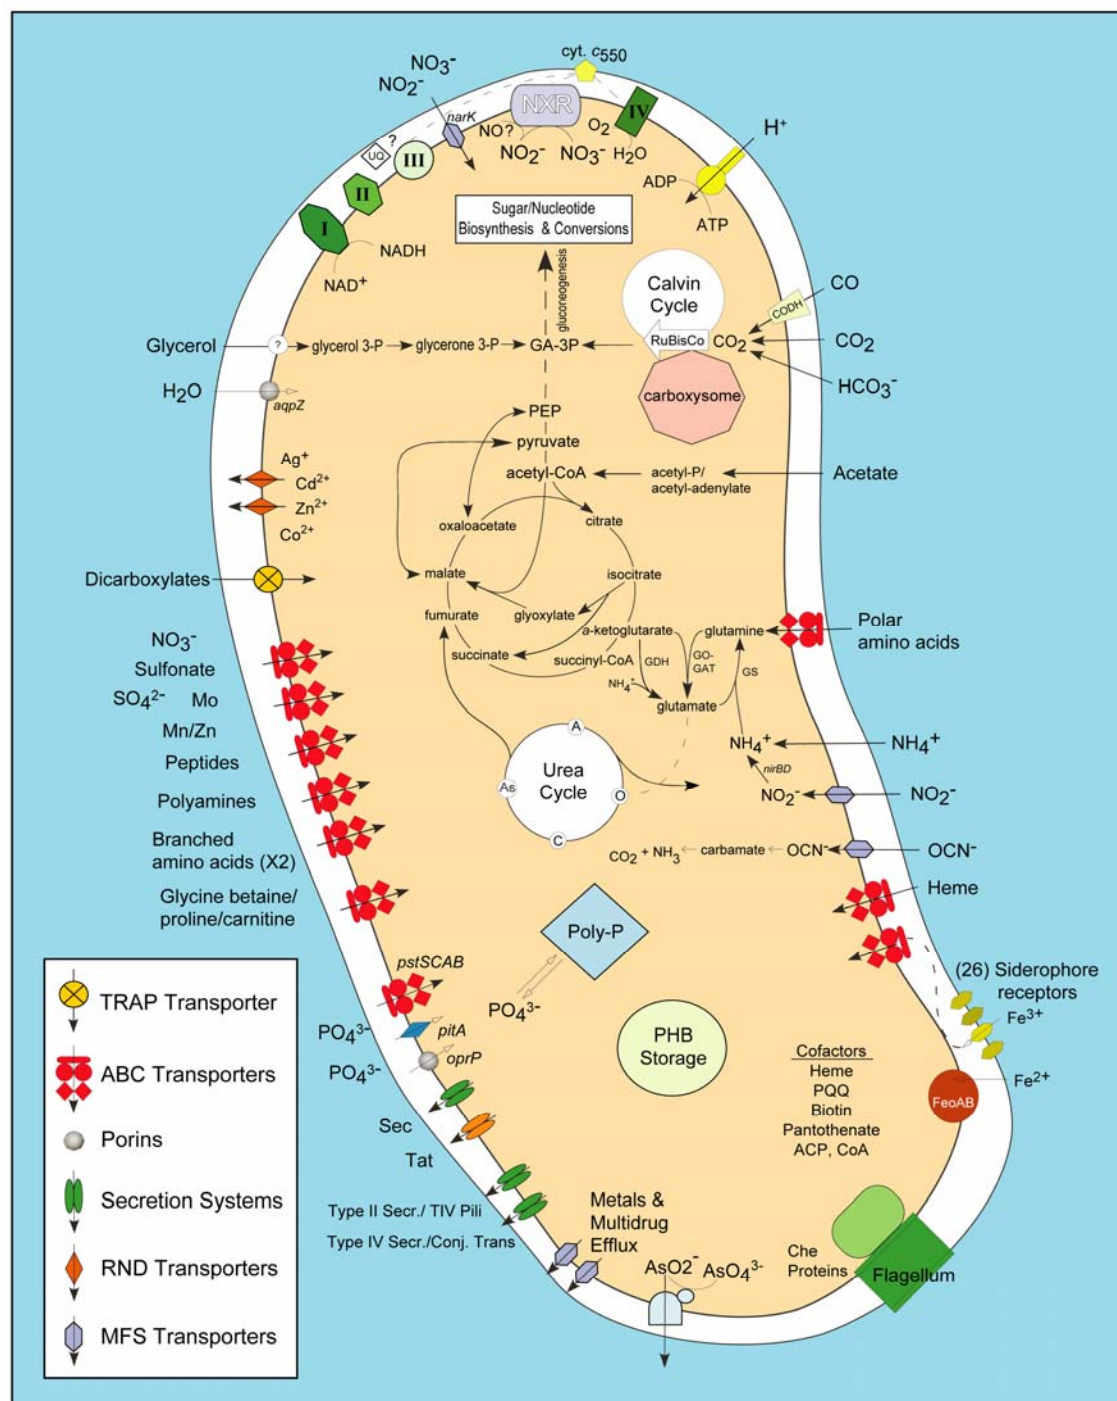 cyt. c550
NO3⁻
NO2⁻
narK
NXR
IV
O2
H2O
NO?
NO2⁻
NO3⁻
H⁺
?
UQ
III
II
I
NADH
NAD⁺
ADP
ATP
Sugar/Nucleotide
Biosynthesis & Conversions
gluconeogenesis
Calvin
Cycle
CO
CODH
RuBisCo
CO2
CO2
HCO3⁻
carboxysome
Glycerol
?
glycerol 3-P
glycerone 3-P
GA-3P
H2O
aqpZ
PEP
pyruvate
acetyl-CoA
acetyl-P/
acetyl-adenylate
Acetate
Ag⁺
Cd²⁺
Zn²⁺
Co²⁺
oxaloacetate
citrate
Dicarboxylates
malate
isocitrate
fumurate
glyoxylate
a-ketoglutarate
glutamine
Polar
amino acids
succinate
succinyl-CoA
GDH
GO-
GAT
GS
NH4⁺
glutamate
NO3⁻
Sulfonate
SO4²⁻ Mo
Mn/Zn
Peptides
Polyamines
Branched
amino acids (X2)
Glycine betaine/
proline/carnitine
A
Urea
Cycle
As
O
C
NH4⁺
NH4⁺
nirBD
NO2⁻
NO2⁻
CO2 + NH3
carbamate
OCN⁻
OCN⁻
Heme
Poly-P
PO4³⁻
(26) Siderophore
receptors
Fe³⁺
Fe²⁺
FeoAB
pstSCAB
PO4³⁻
pitA
PO4³⁻
oprP
PHB
Storage
Cofactors
Heme
PQQ
Biotin
Pantothenate
ACP, CoA
Sec
Tat
Type II Secr./ TIV Pili
Type IV Secr./Conj. Trans
Metals &
Multidrug
Efflux
AsO2⁻
AsO4³⁻
Che
Proteins
Flagellum
TRAP Transporter
ABC Transporters
Porins
Secretion Systems
RND Transporters
MFS Transporters